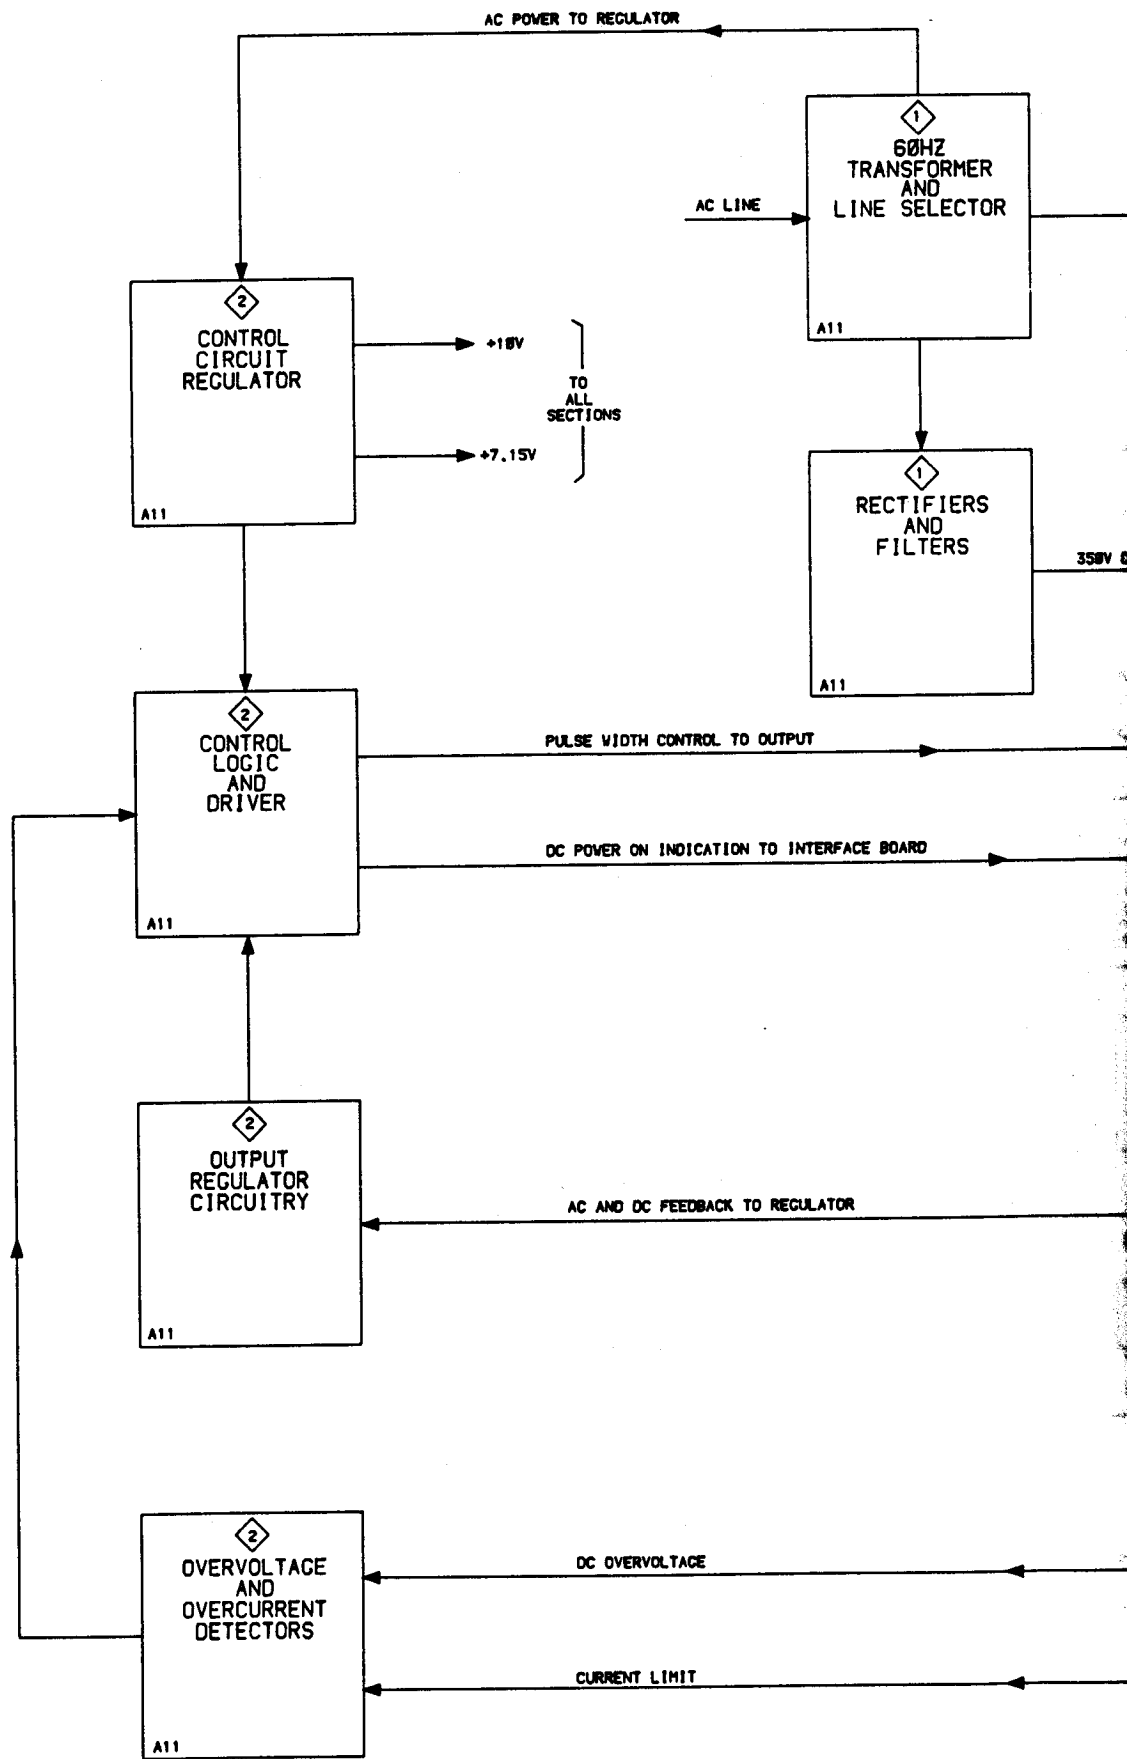 AC POWER TO REGULATOR
1
60HZ
TRANSFORMER
AND
LINE SELECTOR
AC LINE
A11
2
CONTROL
CIRCUIT
REGULATOR
+10V
TO
ALL
SECTIONS
+7.15V
A11
1
RECTIFIERS
AND
FILTERS
350V
A11
2
CONTROL
LOGIC
AND
DRIVER
PULSE WIDTH CONTROL TO OUTPUT
DC POWER ON INDICATION TO INTERFACE BOARD
A11
2
OUTPUT
REGULATOR
CIRCUITRY
AC AND DC FEEDBACK TO REGULATOR
A11
2
OVERVOLTAGE
AND
OVERCURRENT
DETECTORS
DC OVERVOLTAGE
CURRENT LIMIT
A11